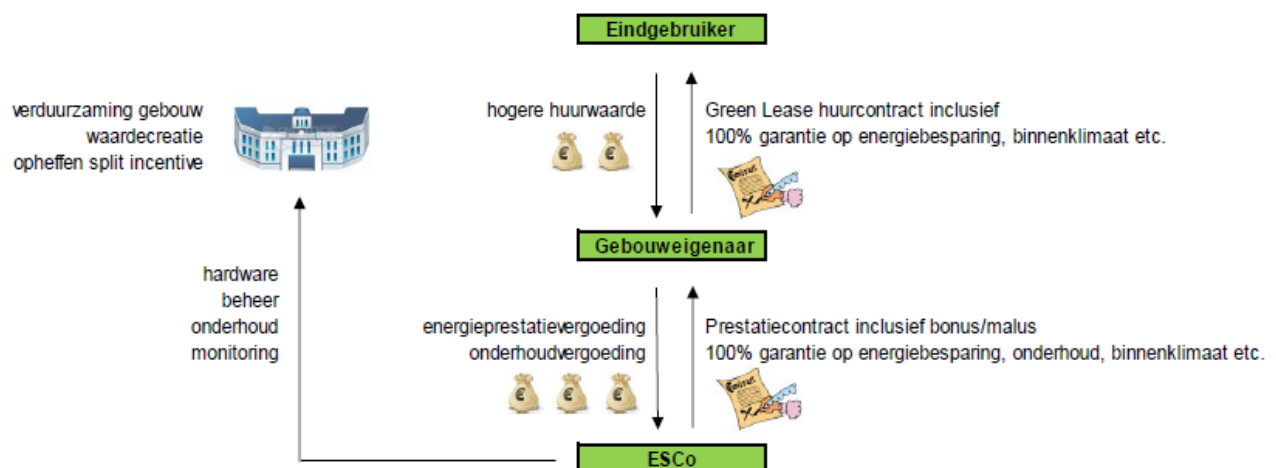 Eindgebruiker
verduurzaming gebouw
waardecreatie
opheffen split incentive
hogere huurwaarde
Green Lease huurcontract inclusief
100% garantie op energiebesparing, binnenklimaat etc.
Gebouweigenaar
hardware
beheer
onderhoud
monitoring
energieprestatievergoeding
onderhoudvergoeding
Prestatiecontract inclusief bonus/malus
100% garantie op energiebesparing, onderhoud, binnenklimaat etc.
ESCo